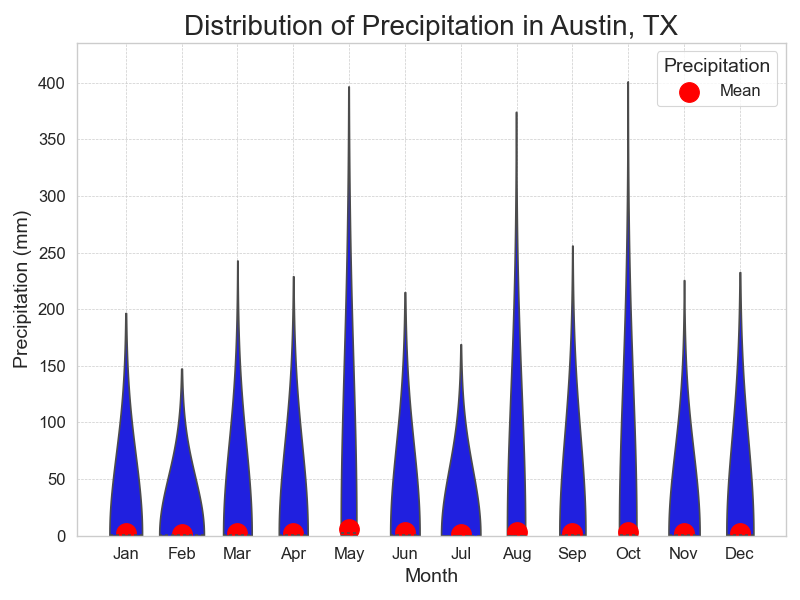 Distribution of Precipitation in Austin, TX
Precipitation
Mean
Precipitation (mm)
400
350
300
250
200
150
100
50
0
Jan Feb Mar Apr May Jun Jul Aug Sep Oct Nov Dec
Month